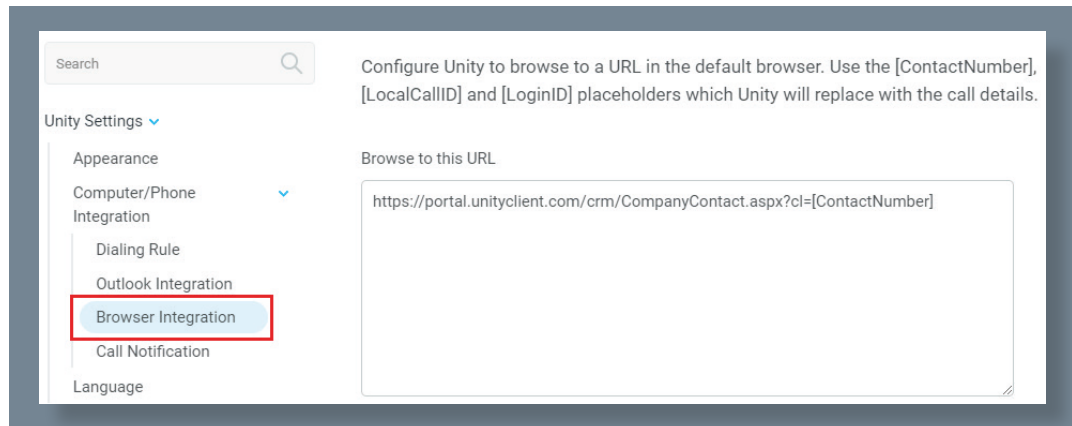 Search
Unity Settings
Appearance
Computer/Phone
Integration
Dialing Rule
Outlook Integration
Browser Integration
Call Notification
Language
Configure Unity to browse to a URL in the default browser. Use the [ContactNumber],
[LocalCallID] and [LoginID] placeholders which Unity will replace with the call details.
Browse to this URL
https://portal.unityclient.com/crm/CompanyContact.aspx?cl=[ContactNumber]